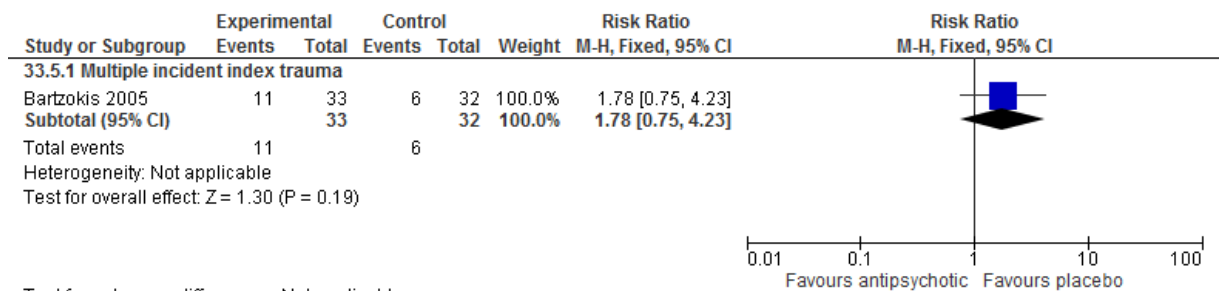 Experimental Control Risk Ratio Risk Ratio
Study or Subgroup Events Total Events Total Weight M-H, Fixed, 95% CI M-H, Fixed, 95% CI
33.5.1 Multiple incident index trauma
Bartzokis 2005 11 33 6 32 100.0% 1.78 [0.75, 4.23]
Subtotal (95% CI) 33 32 100.0% 1.78 [0.75, 4.23]
Total events 11 6
Heterogeneity: Not applicable
Test for overall effect: Z = 1.30 (P = 0.19)
0.01 0.1 1 10 100
Favours antipsychotic Favours placebo